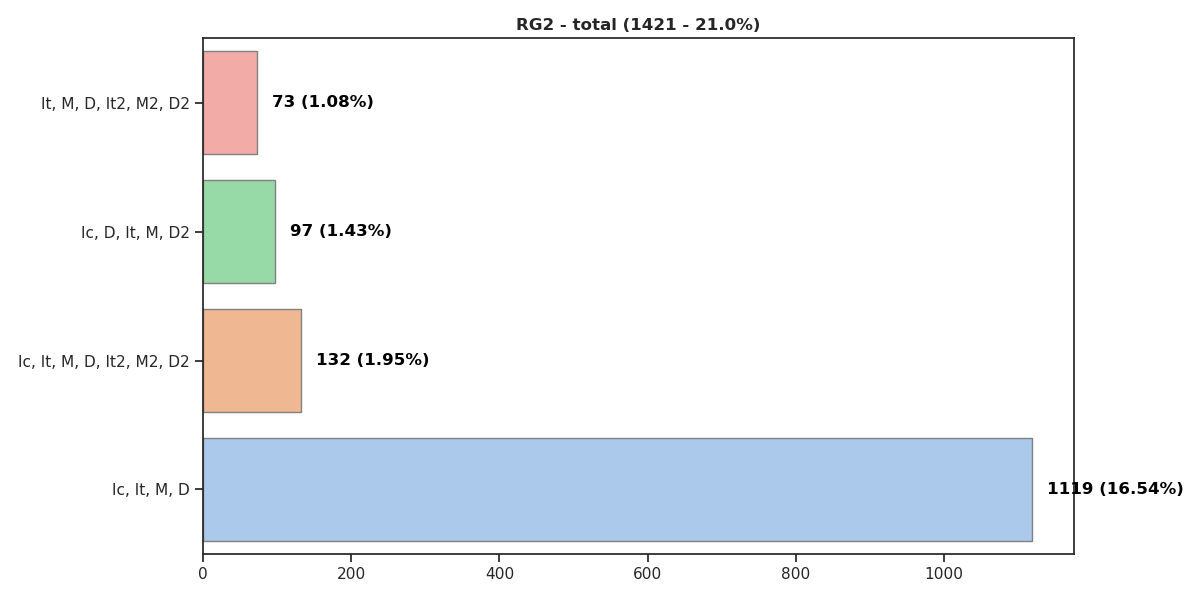 RG2 - total (1421 - 21.0%)
It, M, D, It2, M2, D2
73 (1.08%)
Ic, D, It, M, D2
97 (1.43%)
Ic, It, M, D, It2, M2, D2
132 (1.95%)
Ic, It, M, D
1119 (16.54%)
0 200 400 600 800 1000